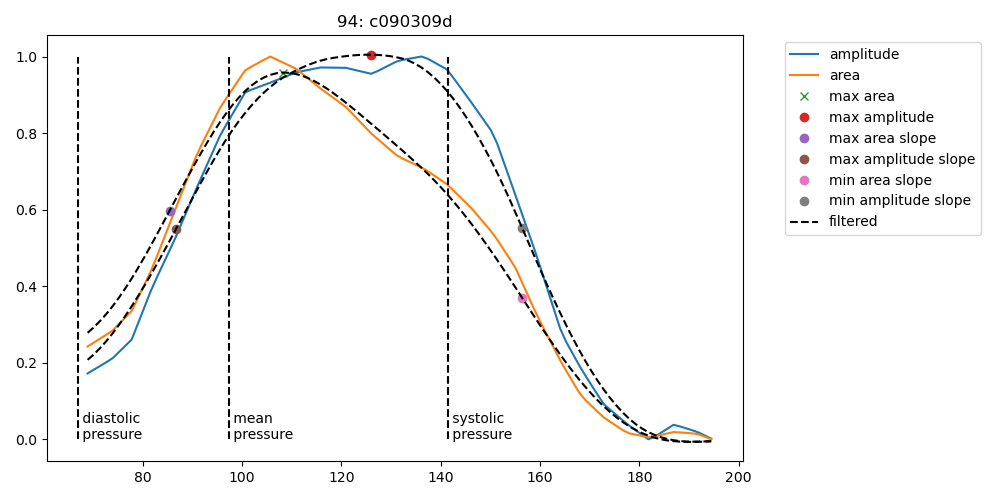 94: c090309d
1.0
0.8
0.6
0.4
0.2
0.0
diastolic
pressure
mean
pressure
systolic
pressure
80
100
120
140
160
180
200
amplitude
area
max area
max amplitude
max area slope
max amplitude slope
min area slope
min amplitude slope
filtered